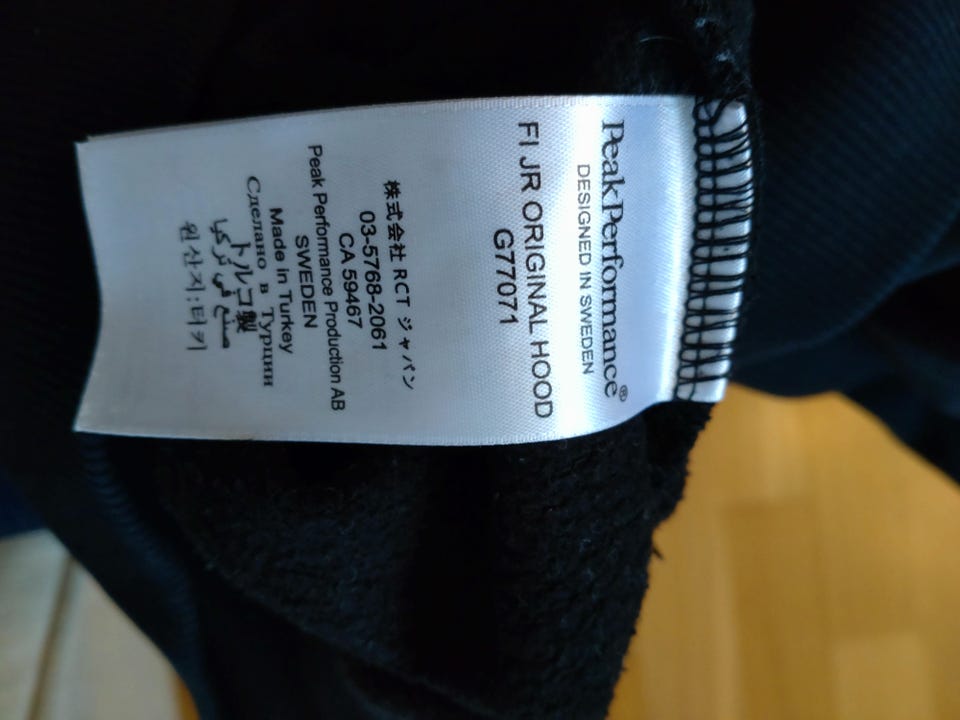 PeakPerformance®
DESIGNED IN SWEDEN
FI JR ORIGINAL HOOD
G77071
株式会社 RCT ジャパン
03-5768-2061
CA 59467
Peak Performance Production AB
SWEDEN
Made in Turkey
Сделано в Турции
トルコ製
صنع في تركيا
원산지:터키